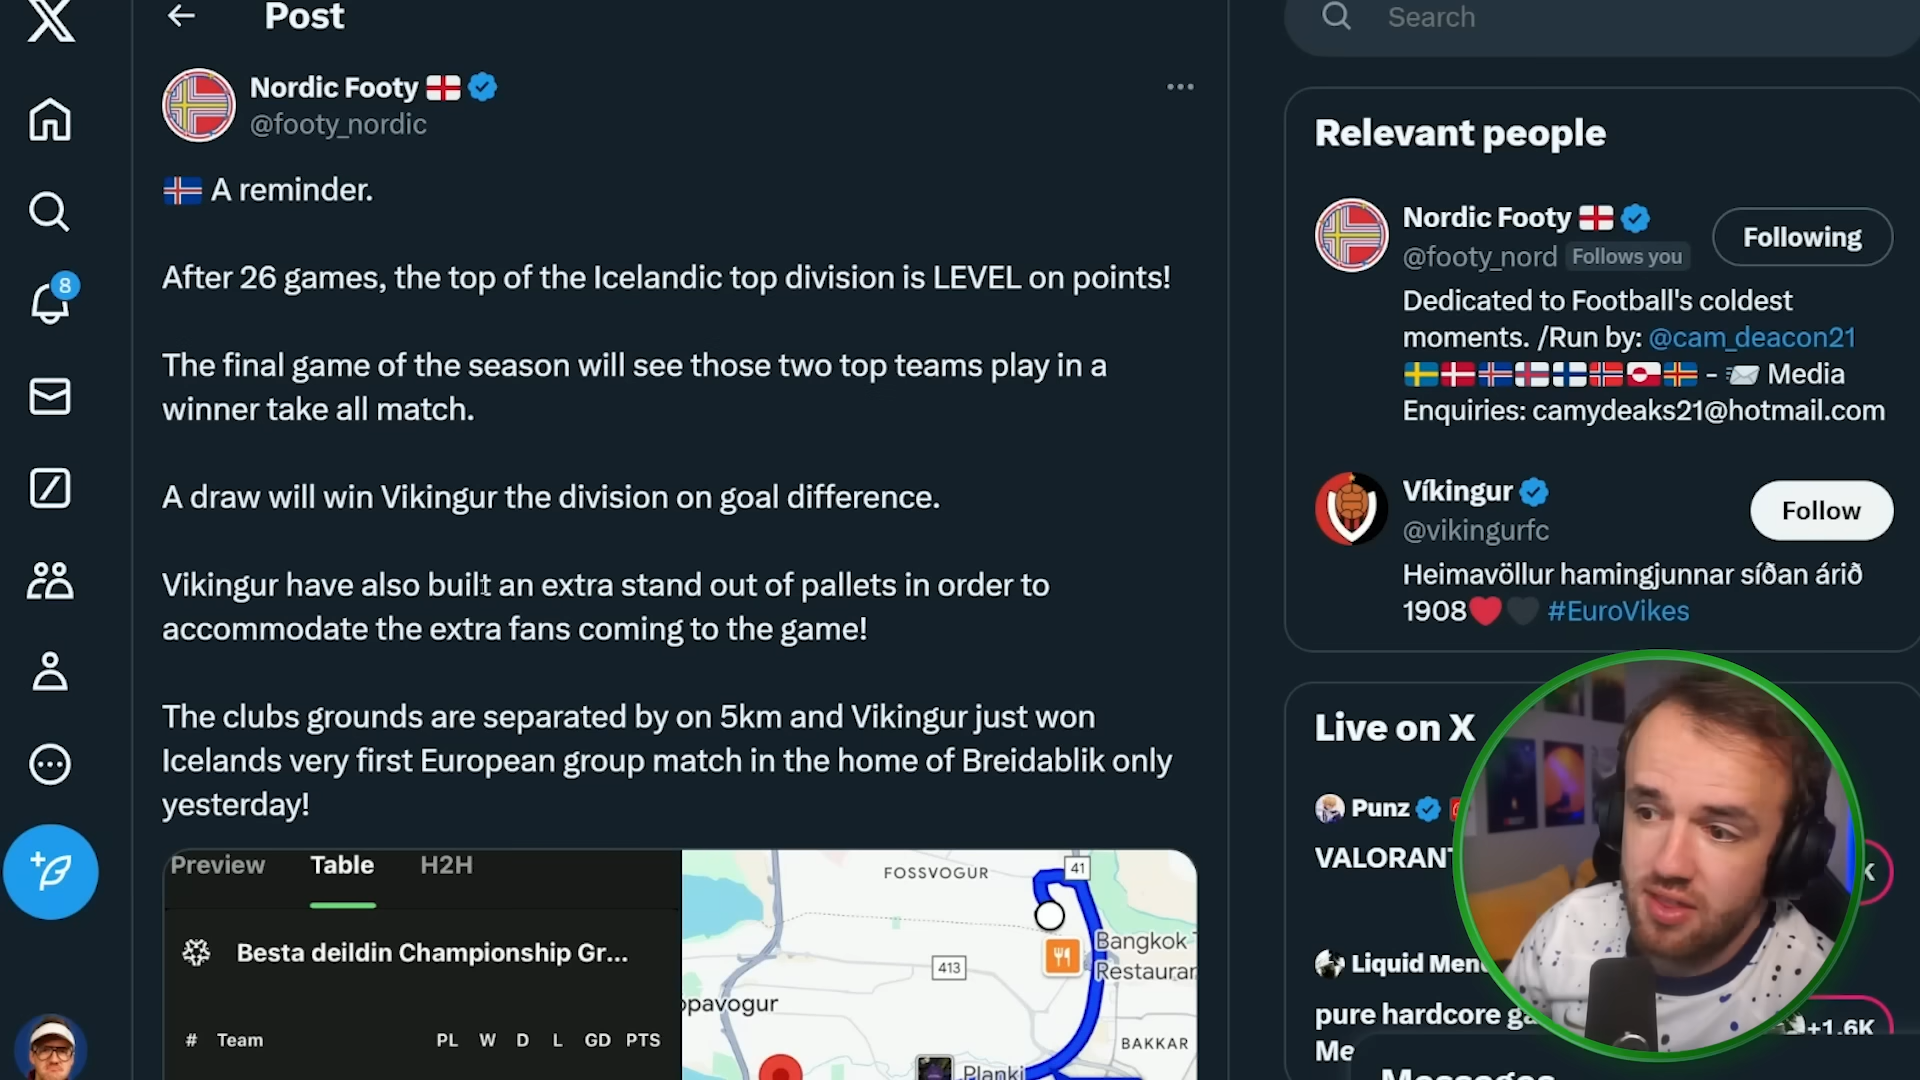 Post
Search
Nordic Footy
@footy_nordic
A reminder.
After 26 games, the top of the Icelandic top division is LEVEL on points!
The final game of the season will see those two top teams play in a
winner take all match.
A draw will win Vikingur the division on goal difference.
Vikingur have also built an extra stand out of pallets in order to
accommodate the extra fans coming to the game!
The clubs grounds are separated by on 5km and Vikingur just won
Icelands very first European group match in the home of Breidablik only
yesterday!
8
Preview Table H2H
Besta deildin Championship Gr...
# Team PL W D L GD PTS
FOSSVOGUR
41
413
Bangkok
Restauran
opavogur
BAKKAR
Planki
Relevant people
Nordic Footy
@footy_nord Follows you
Following
Dedicated to Football's coldest
moments. /Run by: @cam_deacon21
- Media
Enquiries: camydeaks21@hotmail.com
Víkingur
@vikingurfc
Follow
Heimavöllur hamingjunnar síðan árið
1908 #EuroVikes
Live on X
Punz
VALORANT
K
Liquid Men
pure hardcore ga
+1.6K
Me
Messages